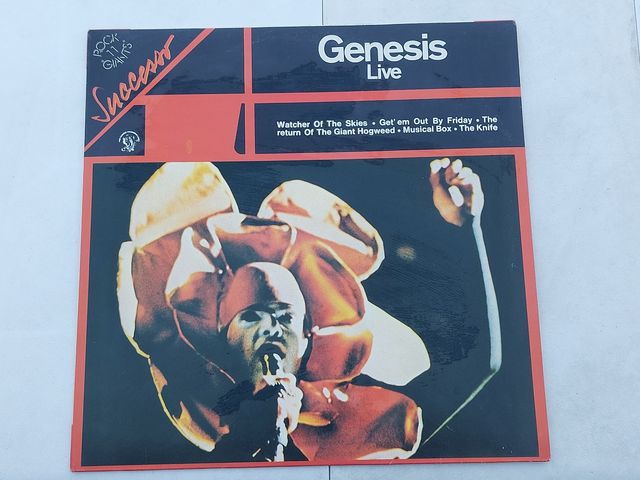 ROCK
"11
GIANTS"
Successo
Genesis
Live
Watcher Of The Skies • Get' em Out By Friday • The
return Of The Giant Hogweed • Musical Box • The Knife